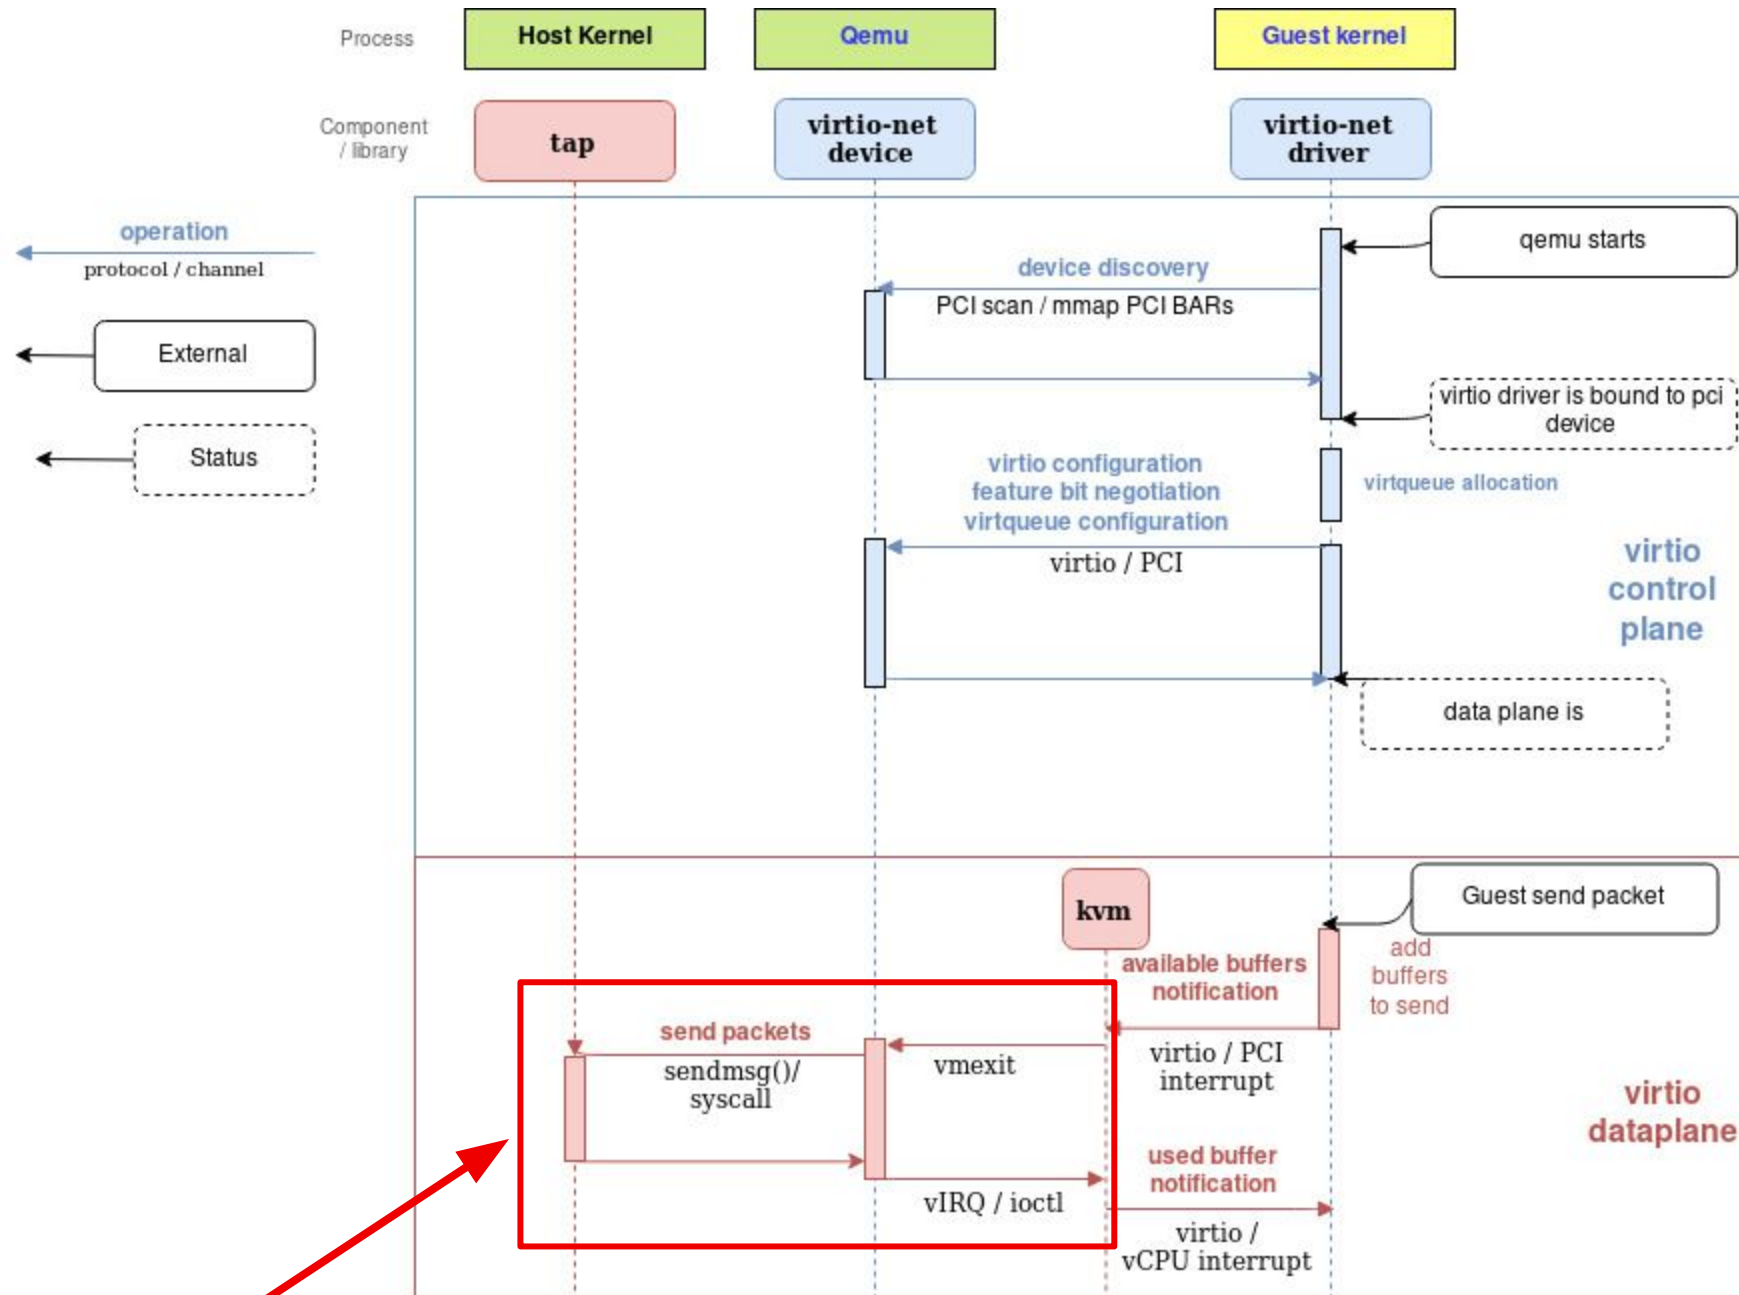 Process
Host Kernel
Qemu
Guest kernel
Component
/ library
tap
virtio-net
device
virtio-net
driver
operation
protocol / channel
External
Status
qemu starts
device discovery
PCI scan / mmap PCI BARs
virtio driver is bound to pci
device
virtio configuration
feature bit negotiation
virtqueue configuration
virtio / PCI
virtqueue allocation
virtio
control
plane
data plane is
kvm
Guest send packet
available buffers
notification
add
buffers
to send
send packets
sendmsg()/
syscall
vmexit
virtio / PCI
interrupt
virtio
dataplane
used buffer
notification
vIRQ / ioctl
virtio /
vCPU interrupt